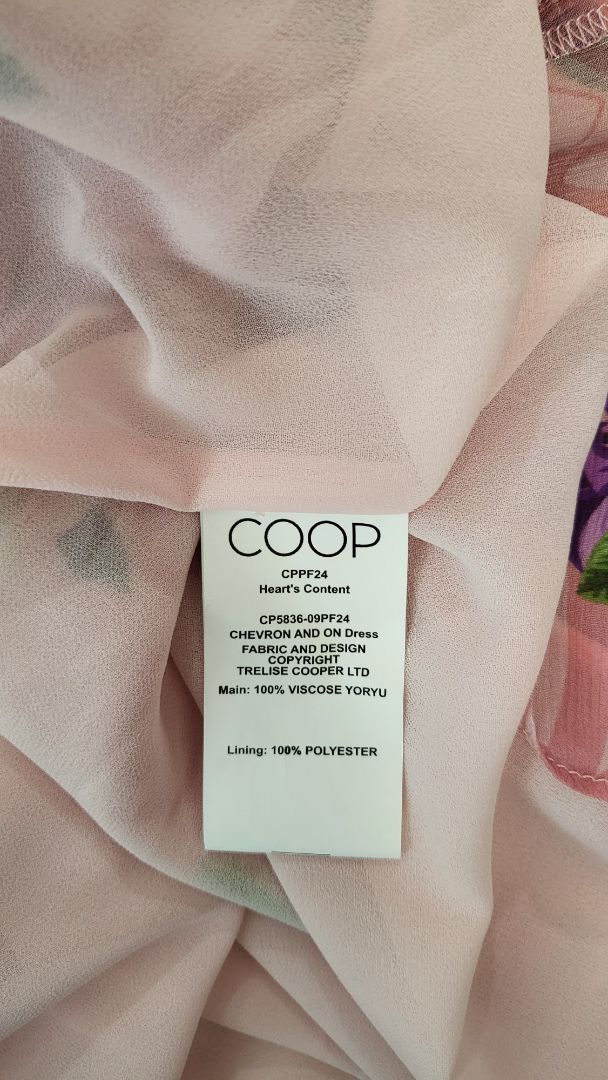 COOP
CPPF24
Heart's Content
CP5836-09PF24
CHEVRON AND ON Dress
FABRIC AND DESIGN
COPYRIGHT
TRELISE COOPER LTD
Main: 100% VISCOSE YORYU
Lining: 100% POLYESTER